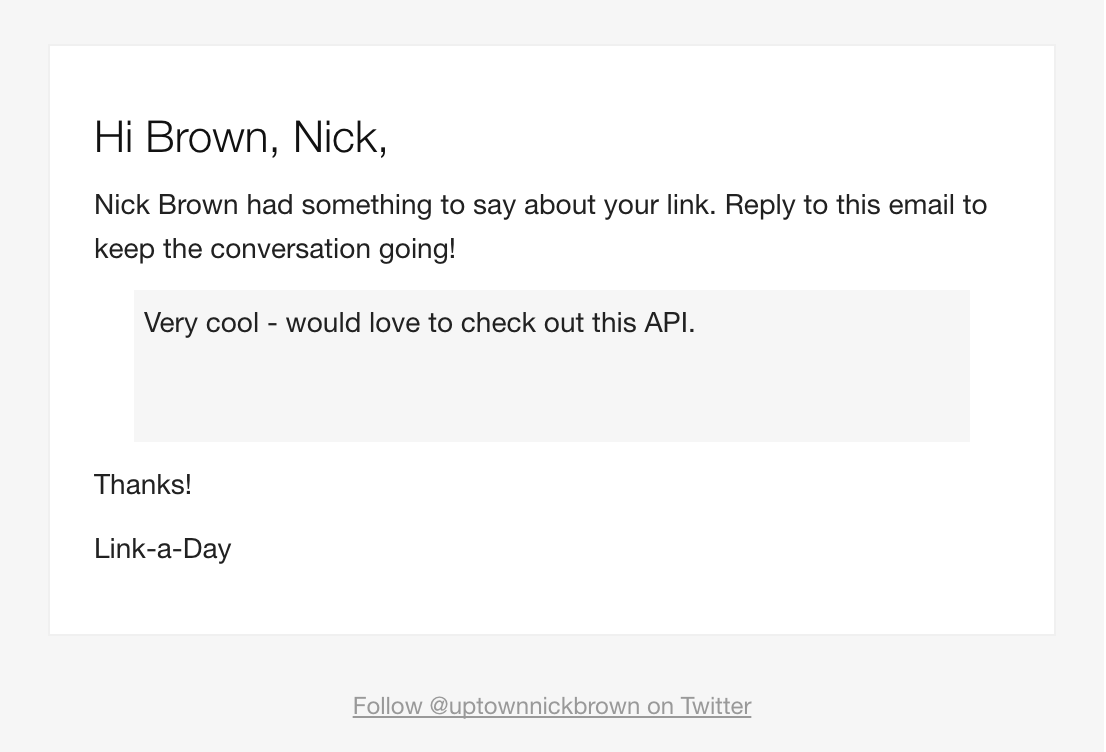 Hi Brown, Nick,
Nick Brown had something to say about your link. Reply to this email to
keep the conversation going!
Very cool - would love to check out this API.
Thanks!
Link-a-Day
Follow @uptownnickbrown on Twitter